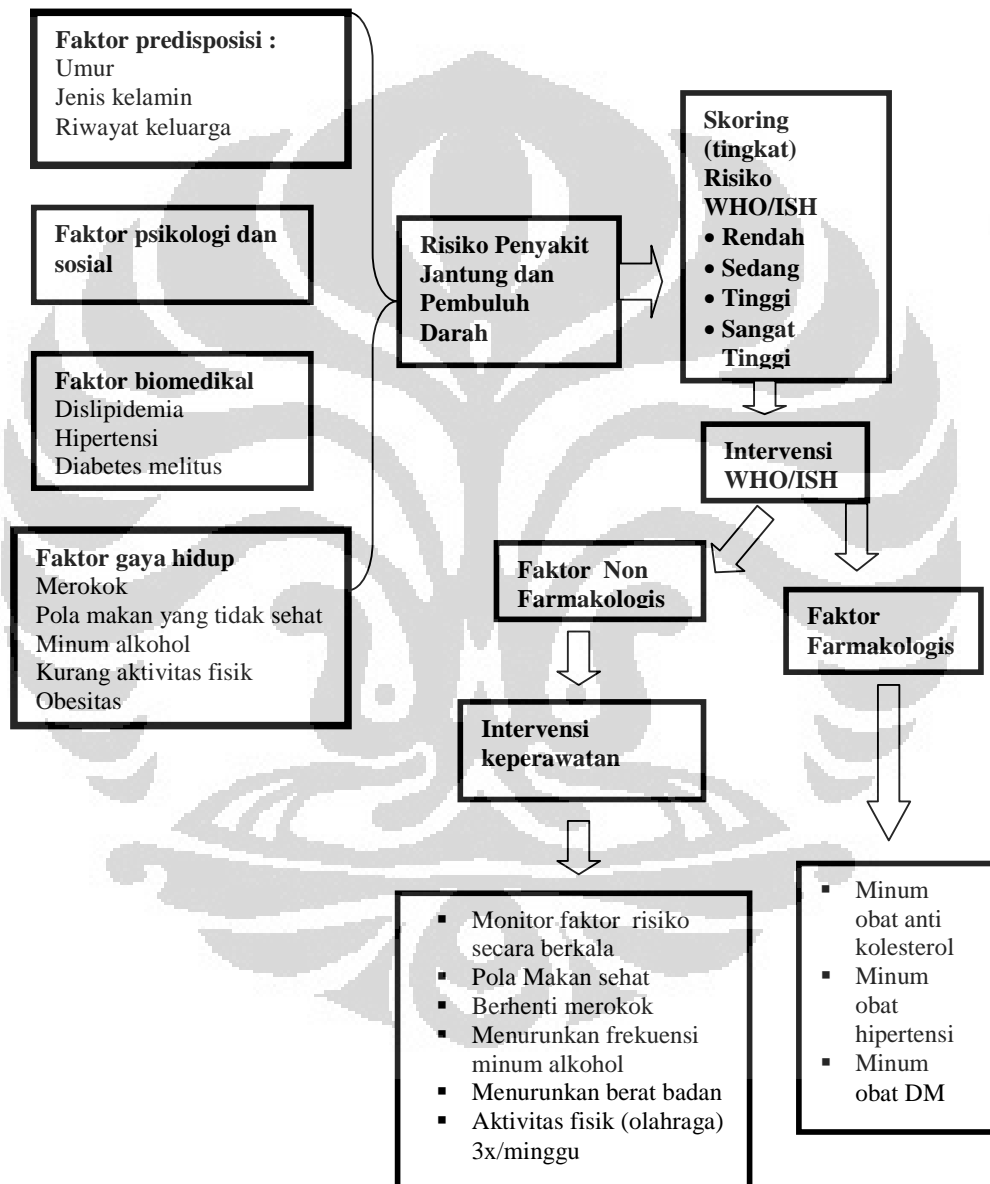 Faktor predisposisi :
Umur
Jenis kelamin
Riwayat keluarga
Faktor psikologi dan
sosial
Faktor biomedikal
Dislipidemia
Hipertensi
Diabetes melitus
Faktor gaya hidup
Merokok
Pola makan yang tidak sehat
Minum alkohol
Kurang aktivitas fisik
Obesitas
Risiko Penyakit
Jantung dan
Pembuluh
Darah
Skoring
(tingkat)
Risiko
WHO/ISH
• Rendah
• Sedang
• Tinggi
• Sangat
Tinggi
Intervensi
WHO/ISH
Faktor Non
Farmakologis
Faktor
Farmakologis
Intervensi
keperawatan
▪ Monitor faktor risiko
secara berkala
▪ Pola Makan sehat
▪ Berhenti merokok
▪ Menurunkan frekuensi
minum alkohol
▪ Menurunkan berat badan
▪ Aktivitas fisik (olahraga)
3x/minggu
▪ Minum
obat anti
kolesterol
▪ Minum
obat
hipertensi
▪ Minum
obat DM